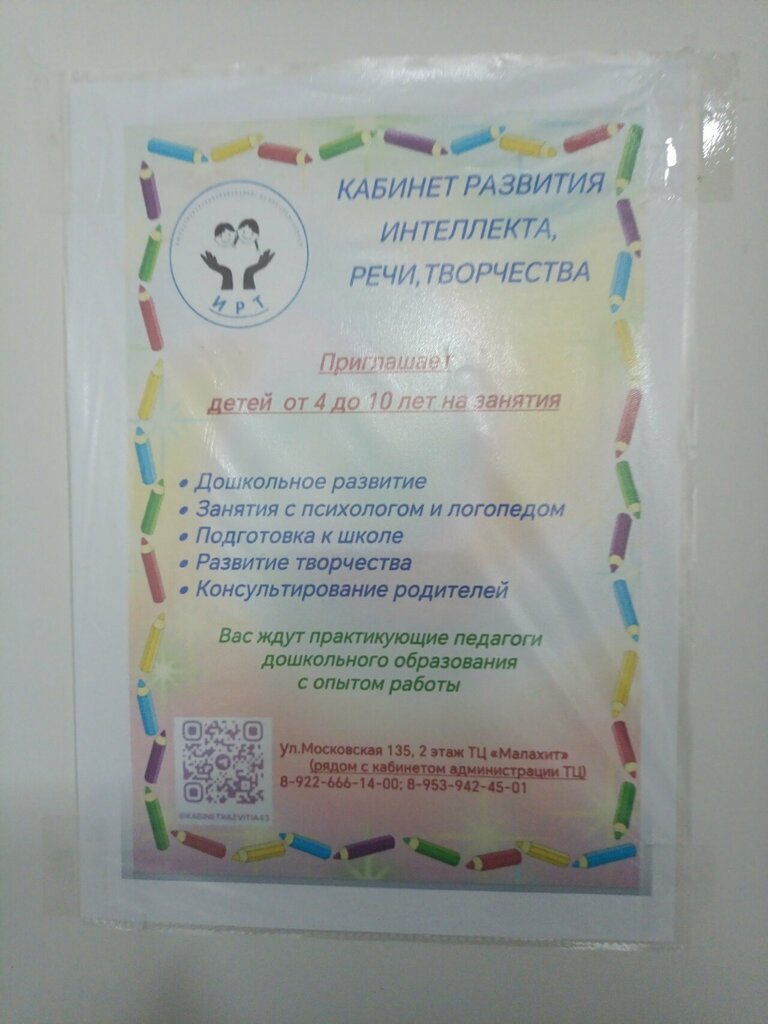 КАБИНЕТ РАЗВИТИЯ
ИНТЕЛЛЕКТА,
РЕЧИ,ТВОРЧЕСТВА
И Р Т
Приглашает
детей от 4 до 10 лет на занятия
• Дошкольное развитие
• Занятия с психологом и логопедом
• Подготовка к школе
• Развитие творчества
• Консультирование родителей
Вас ждут практикующие педагоги
дошкольного образования
с опытом работы
ул.Московская 135, 2 этаж ТЦ «Малахит»
(рядом с кабинетом администрации ТЦ)
8-922-666-14-00; 8-953-942-45-01
@KABINETRAZVITIA43